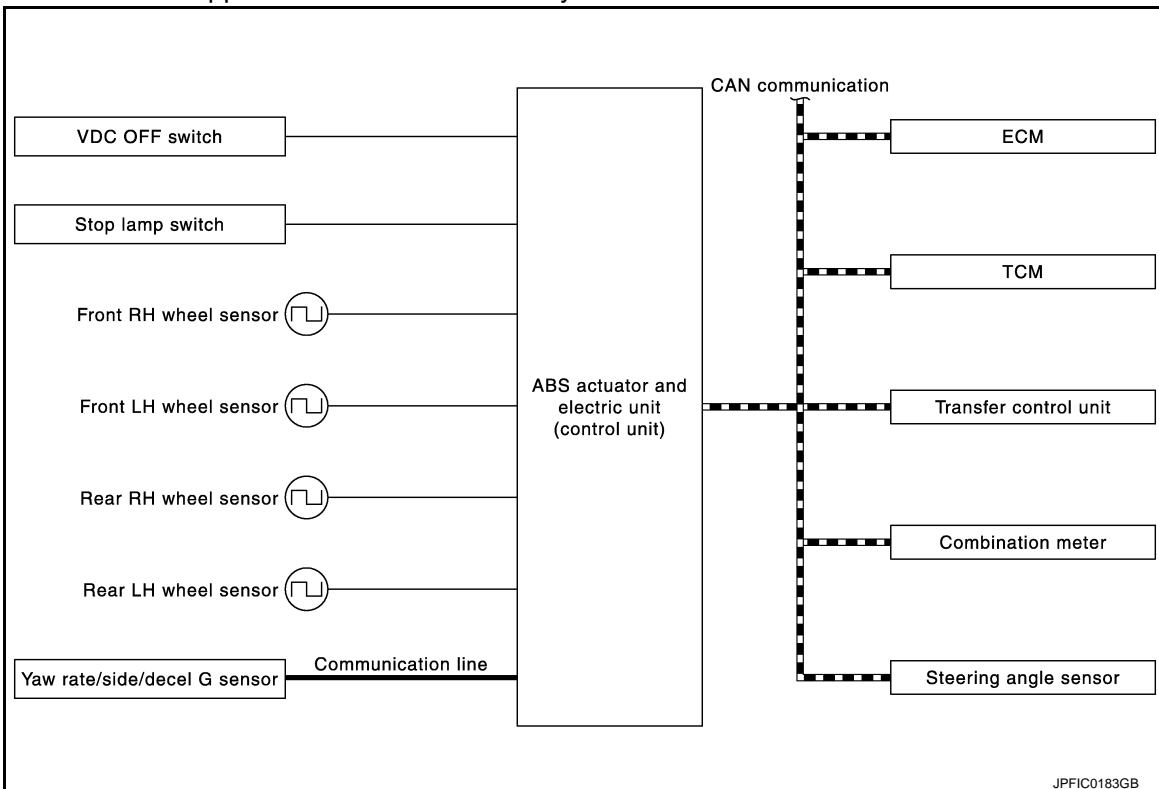 CAN communication
VDC OFF switch
ECM
Stop lamp switch
TCM
Front RH wheel sensor
Front LH wheel sensor
ABS actuator and
electric unit
(control unit)
Transfer control unit
Rear RH wheel sensor
Combination meter
Rear LH wheel sensor
Communication line
Yaw rate/side/decel G sensor
Steering angle sensor
JPFIC0183GB